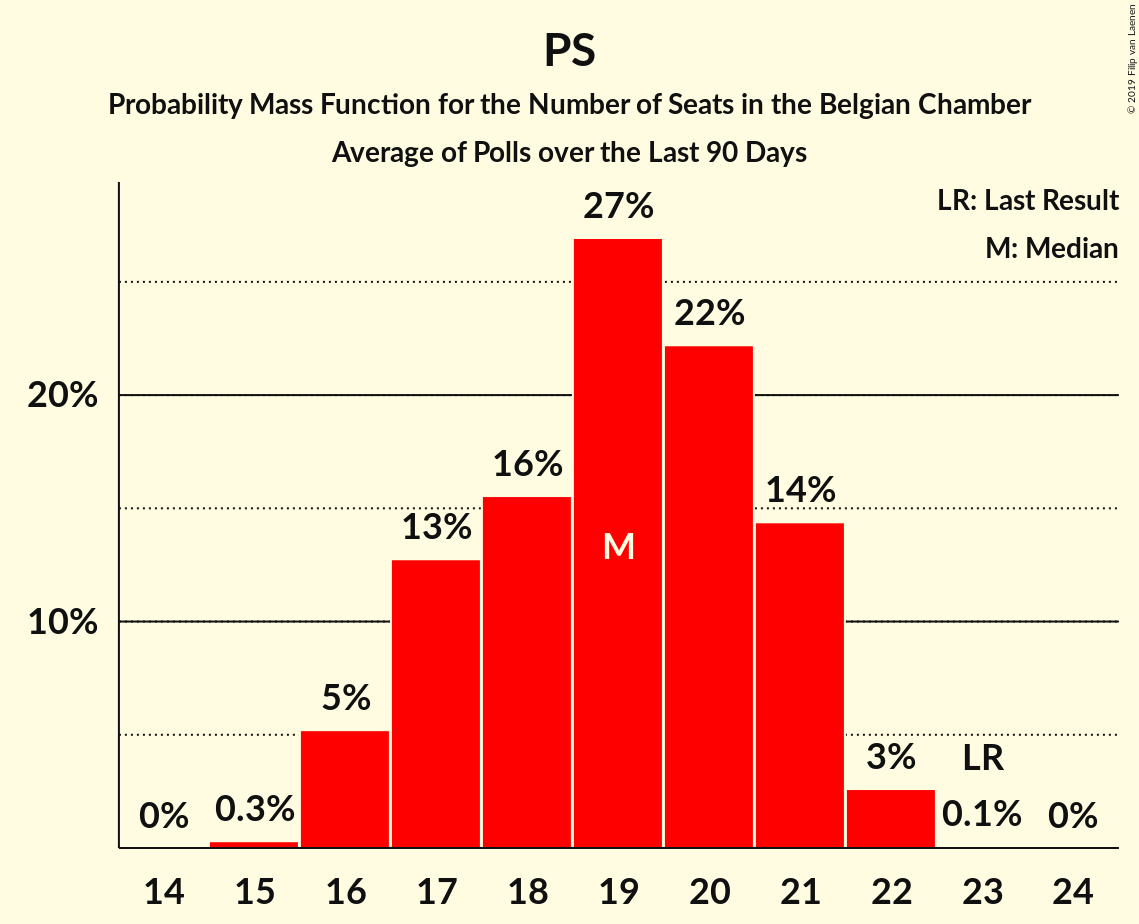 PS
Probability Mass Function for the Number of Seats in the Belgian Chamber
Average of Polls over the Last 90 Days
© 2019 Filip van Laenen
LR: Last Result
M: Median
27%
22%
20%
16%
14%
13%
M
10%
5%
3%
LR
0%
0.3%
0.1%
0%
14 15 16 17 18 19 20 21 22 23 24